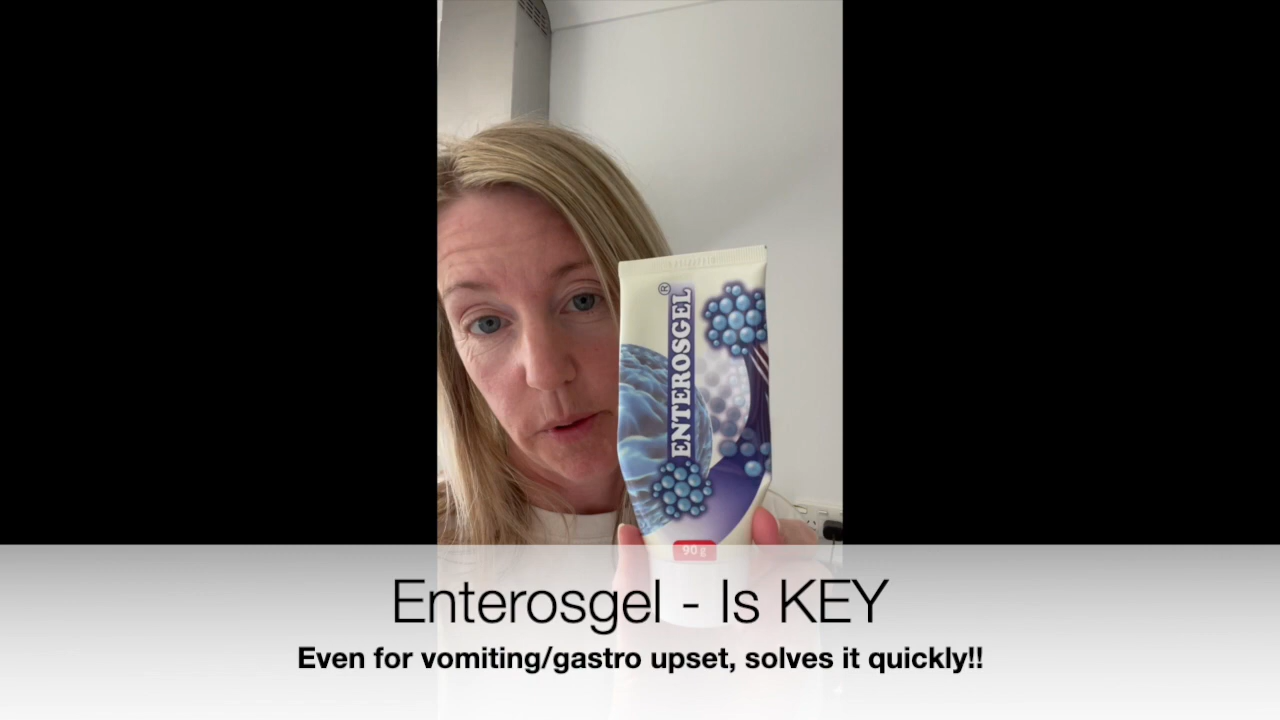 ENTEROSGEL®
90 g
Enterosgel - Is KEY
Even for vomiting/gastro upset, solves it quickly!!